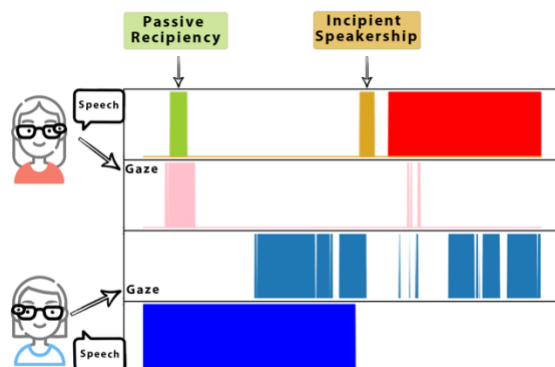 Passive
Recipiency
Incipient
Speakership
Speech
Gaze
Gaze
Speech